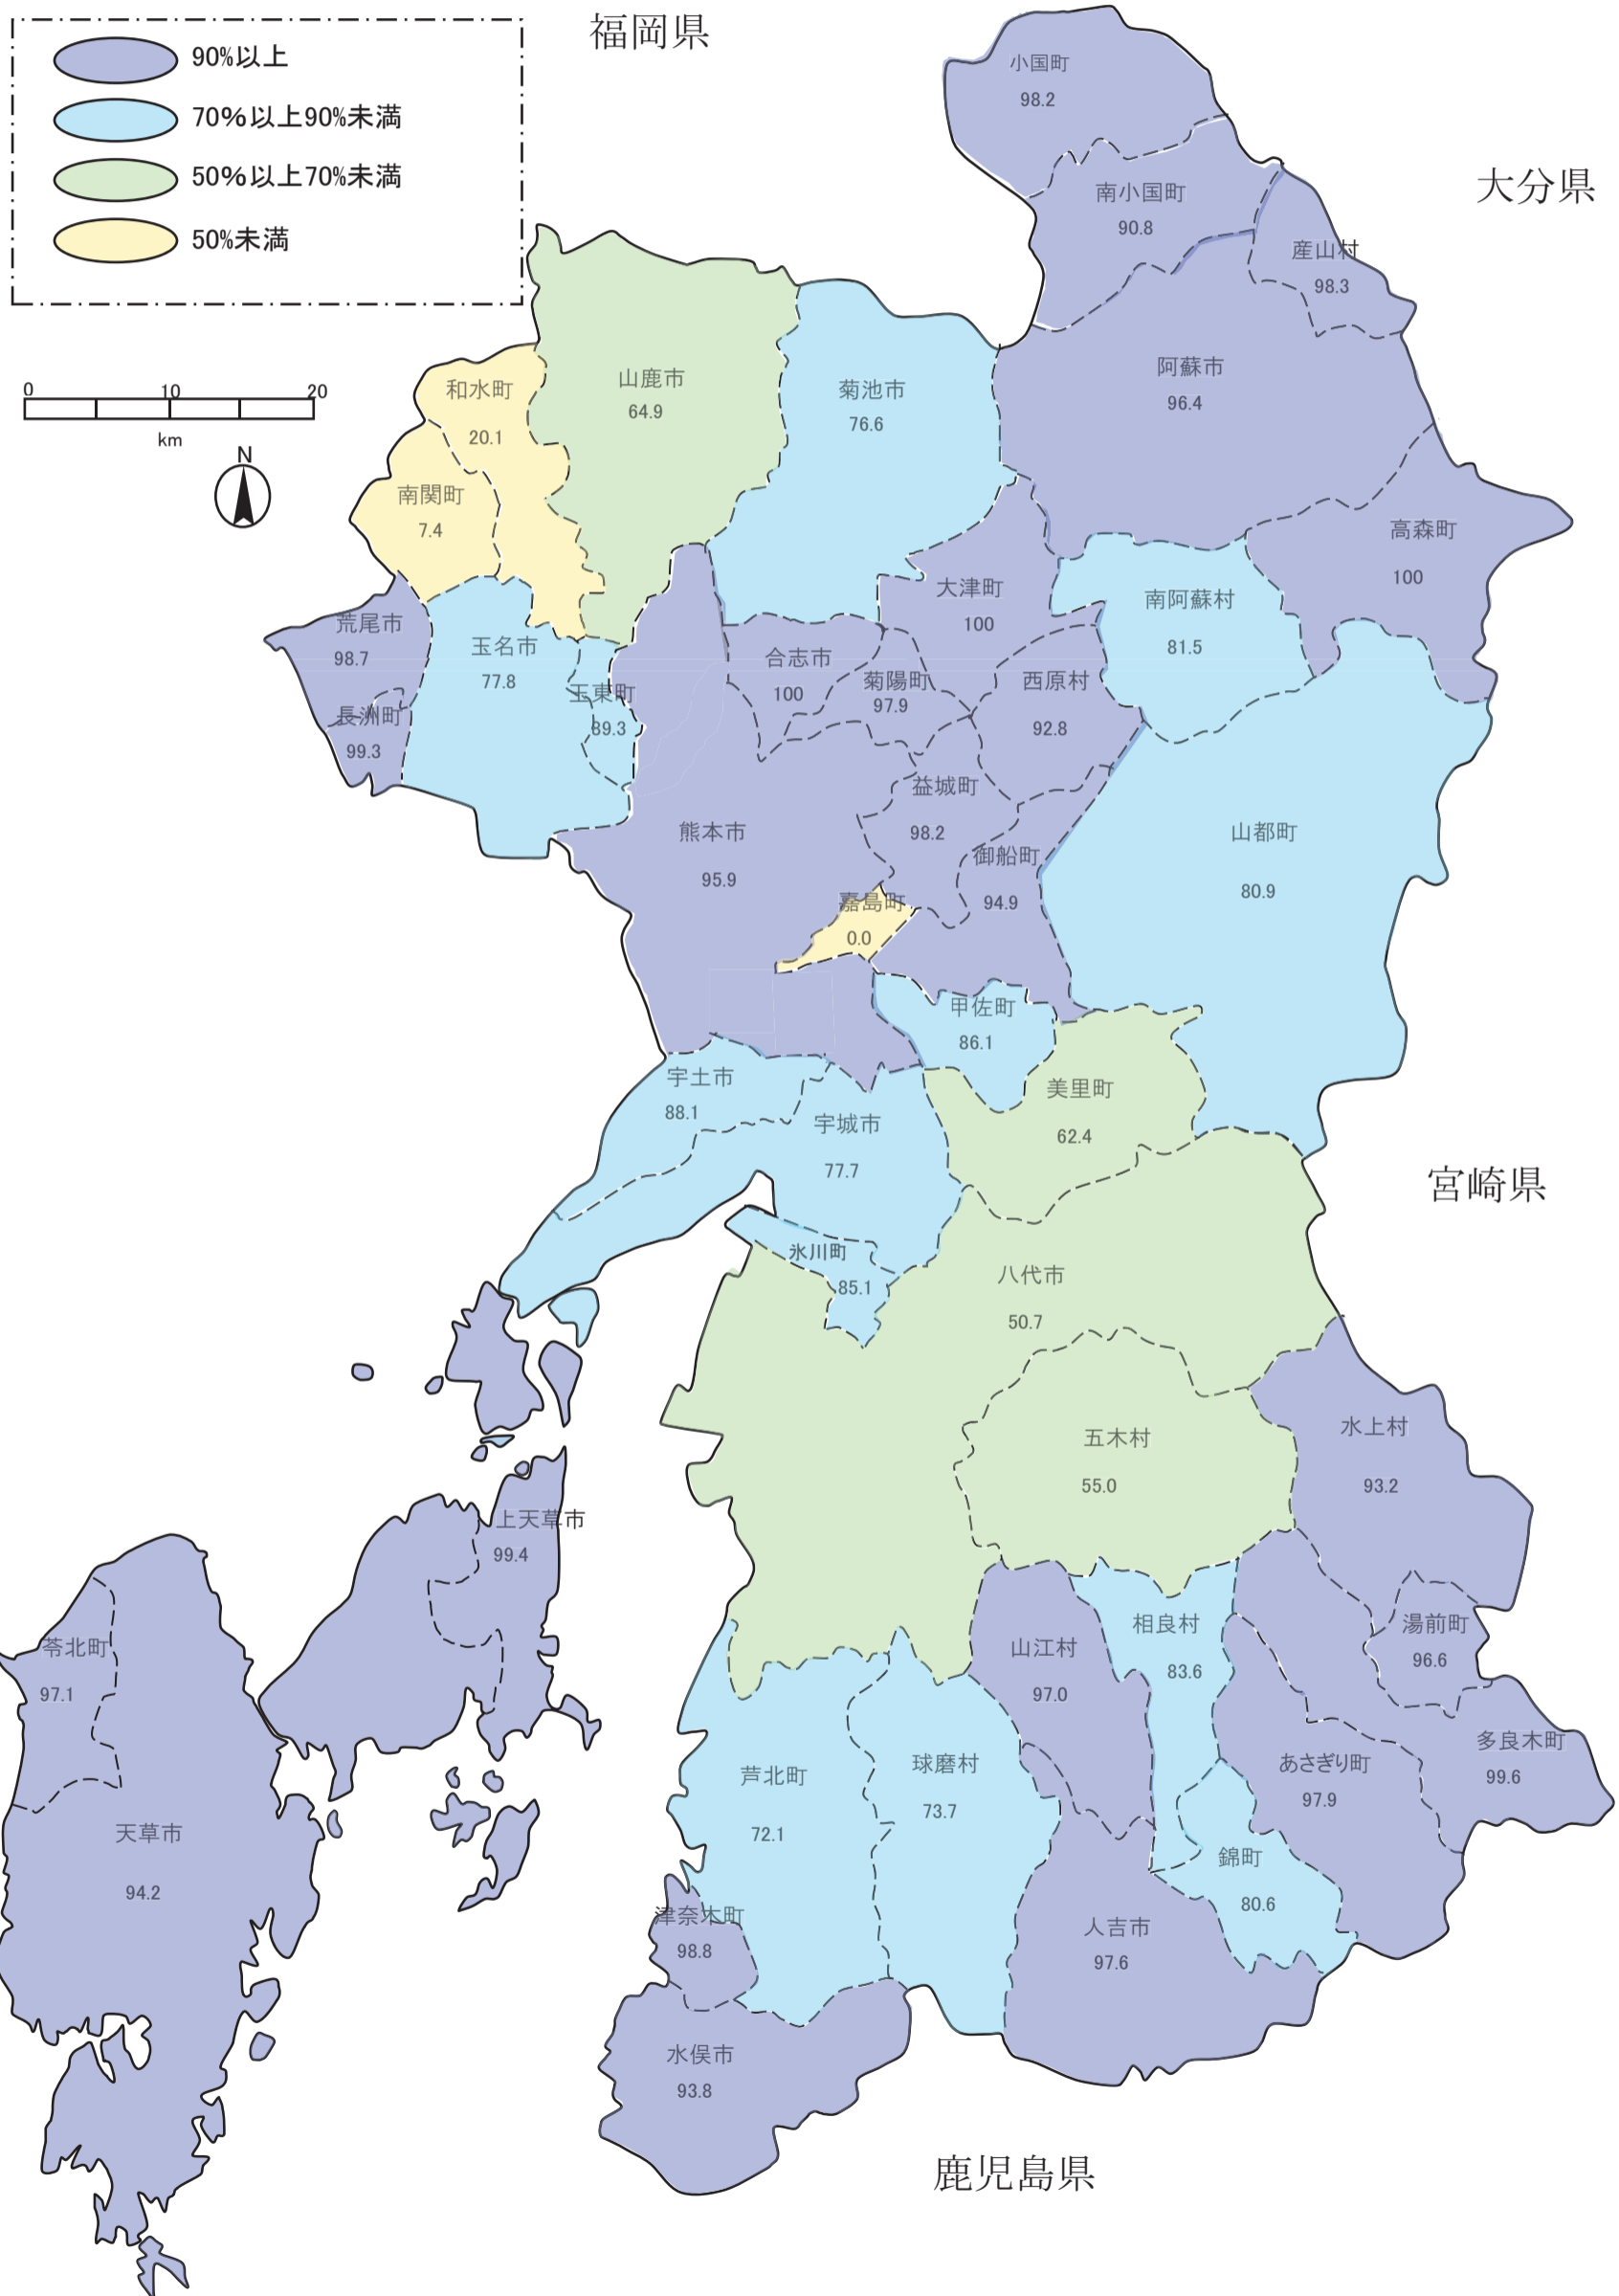 福岡県
90%以上
70%以上90%未満
50%以上70%未満
50%未満
0 10 20
km
N
大分県
小国町
98.2
南小国町
90.8
産山村
98.3
阿蘇市
96.4
山鹿市
64.9
菊池市
76.6
和水町
20.1
南関町
7.4
高森町
100
大津町
100
南阿蘇村
81.5
荒尾市
98.7
玉名市
77.8
玉東町
89.3
合志市
100
菊陽町
97.9
西原村
92.8
長洲町
99.3
益城町
98.2
熊本市
95.9
御船町
94.9
山都町
80.9
嘉島町
0.0
甲佐町
86.1
宇土市
88.1
美里町
62.4
宇城市
77.7
宮崎県
氷川町
85.1
八代市
50.7
五木村
55.0
水上村
93.2
上天草市
99.4
苓北町
97.1
山江村
97.0
相良村
83.6
湯前町
96.6
多良木町
99.6
あさぎり町
97.9
芦北町
72.1
球磨村
73.7
天草市
94.2
錦町
80.6
津奈木町
98.8
人吉市
97.6
水俣市
93.8
鹿児島県